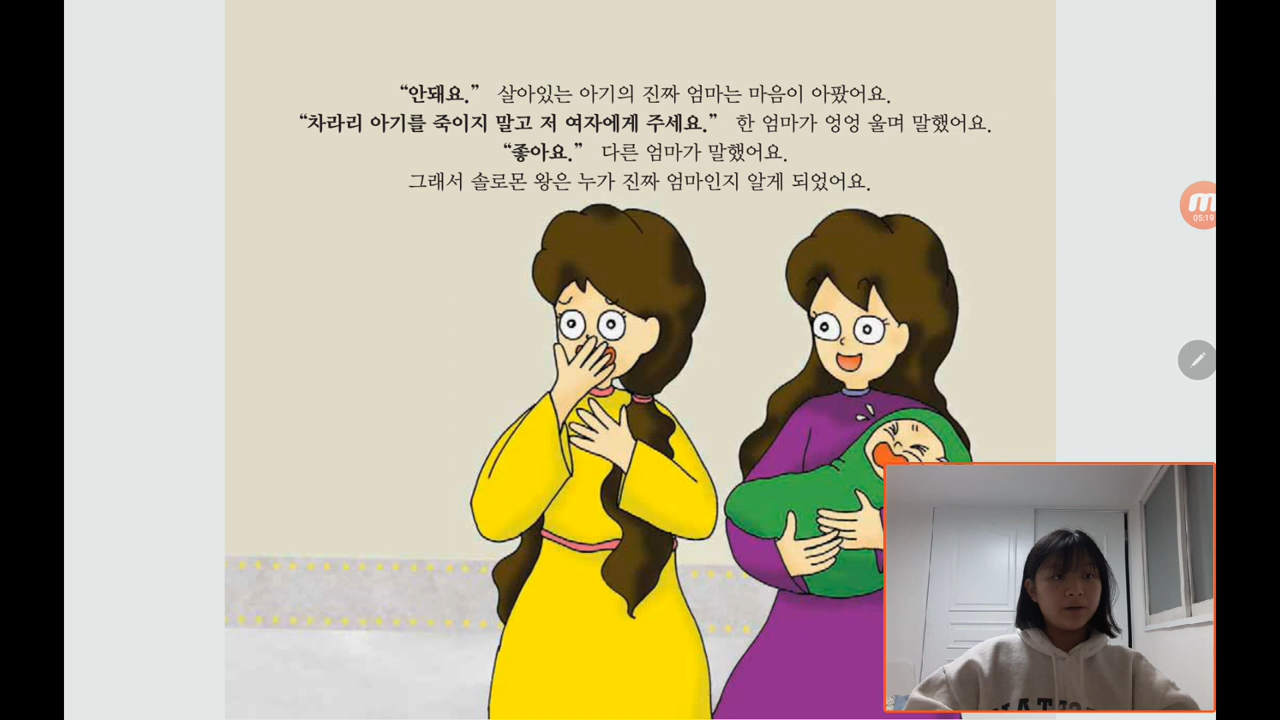 “안돼요.” 살아있는 아기의 진짜 엄마는 마음이 아팠어요.
“차라리 아기를 죽이지 말고 저 여자에게 주세요.” 한 엄마가 엉엉 울며 말했어요.
“좋아요.” 다른 엄마가 말했어요.
그래서 솔로몬 왕은 누가 진짜 엄마인지 알게 되었어요.
05:19